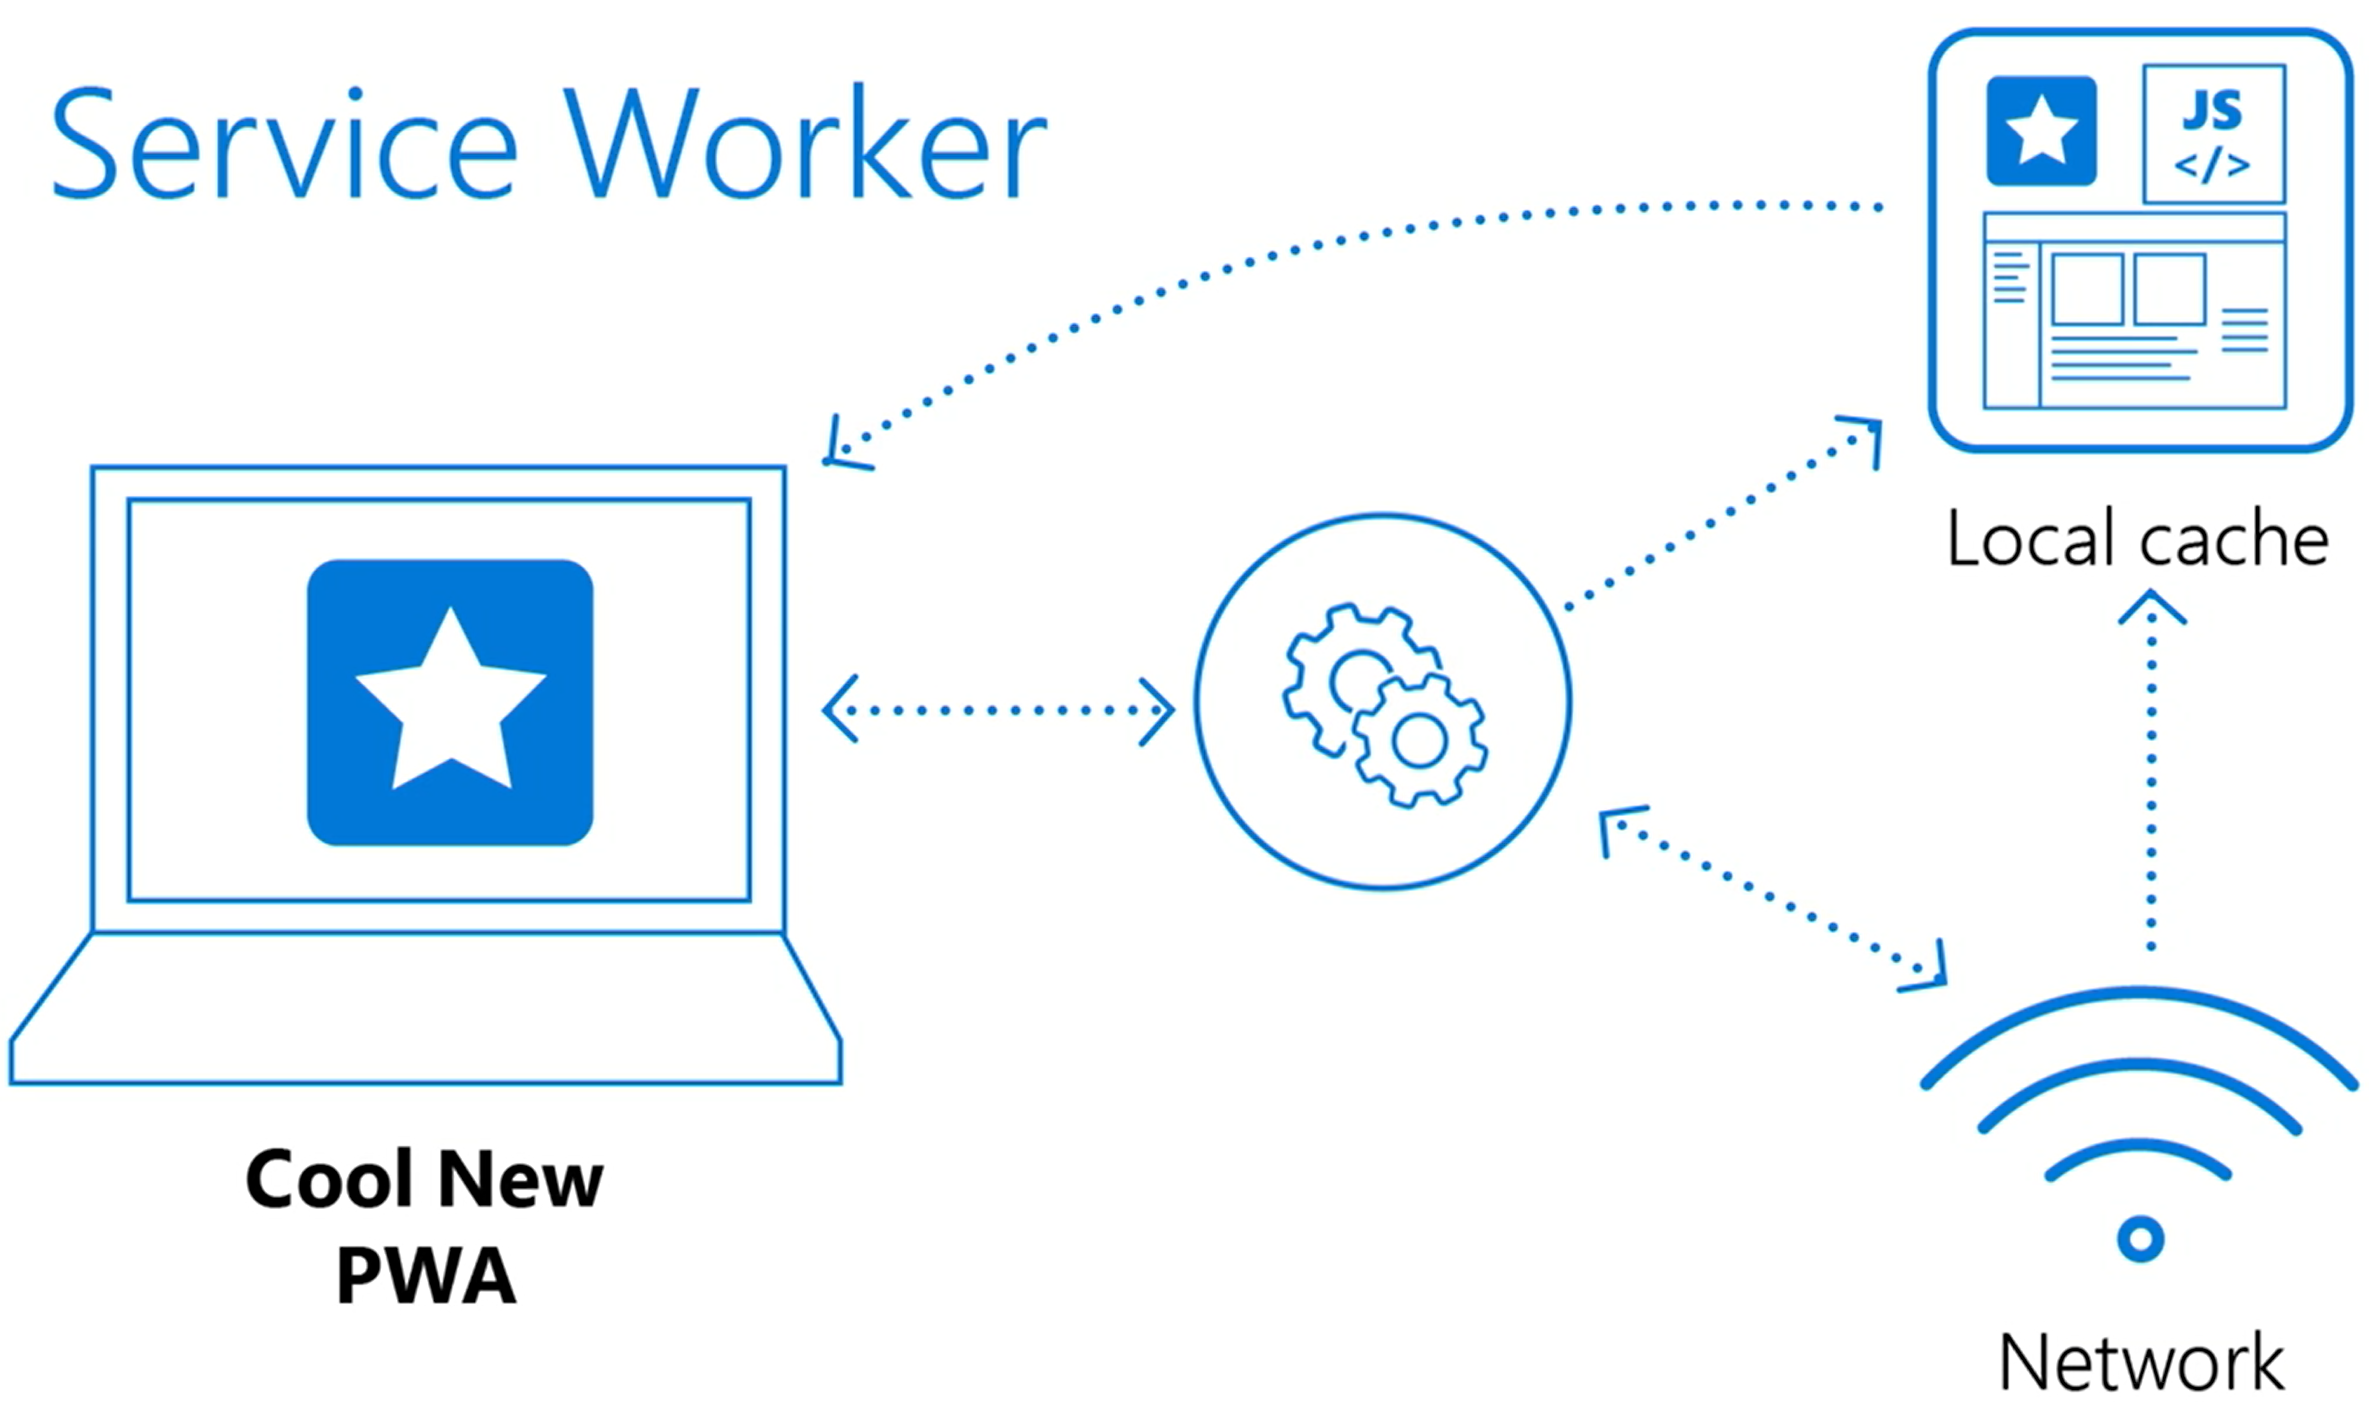 Service Worker
JS
</>
Local cache
Cool New
PWA
Network